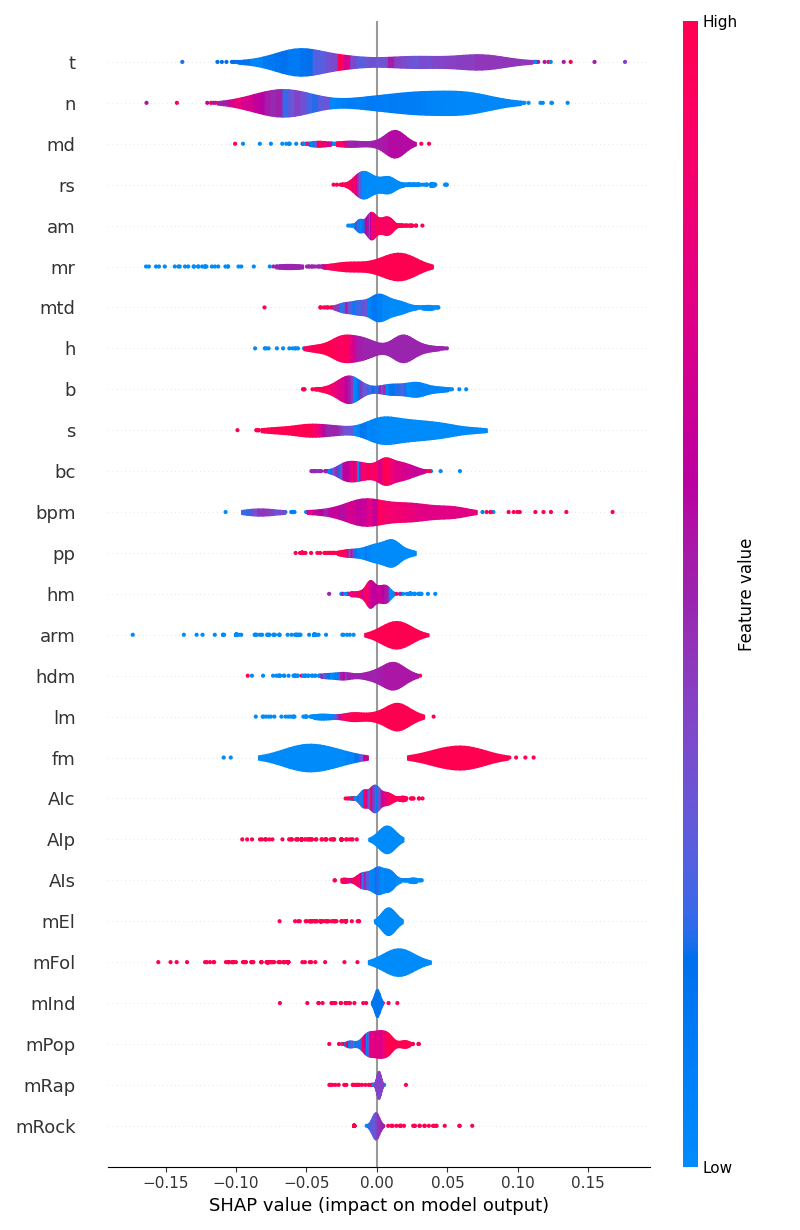 High
t
n
md
rs
am
mr
mtd
h
b
s
bc
bpm
pp
hm
arm
hdm
lm
fm
AIc
AIp
AIs
mEl
mFol
mInd
mPop
mRap
mRock
Feature value
Low
−0.15 −0.10 −0.05 0.00 0.05 0.10 0.15
SHAP value (impact on model output)